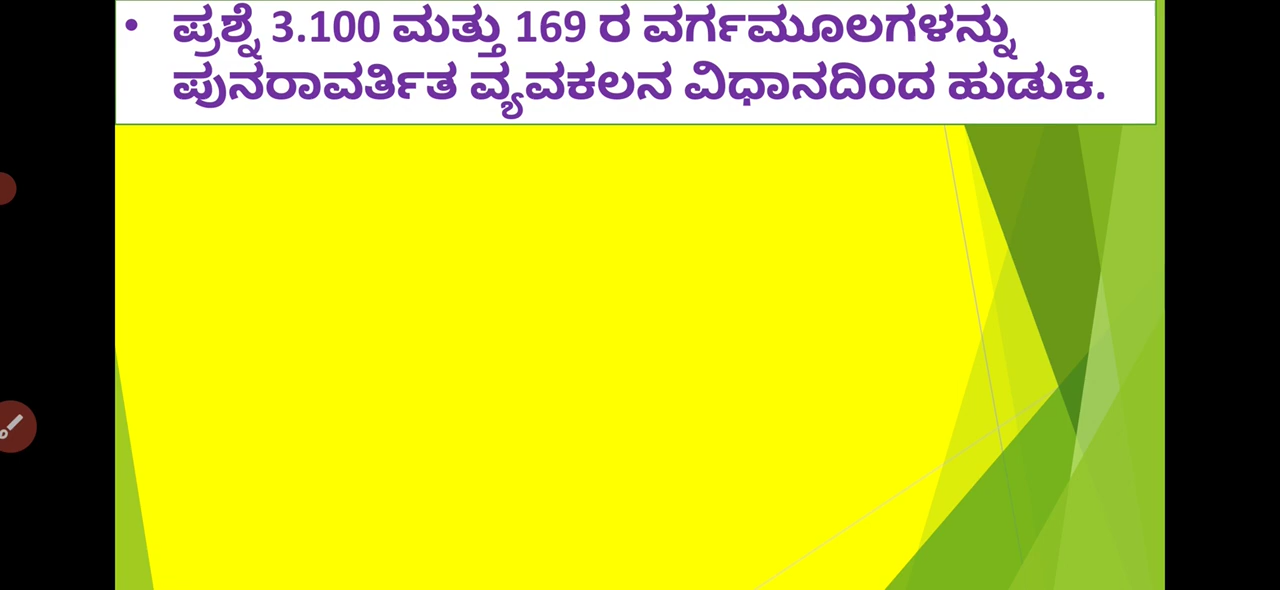 • ಪ್ರಶ್ನೆ 3.100 ಮತ್ತು 169 ರ ವರ್ಗಮೂಲಗಳನ್ನು
ಪುನರಾವರ್ತಿತ ವ್ಯವಕಲನ ವಿಧಾನದಿಂದ ಹುಡುಕಿ.